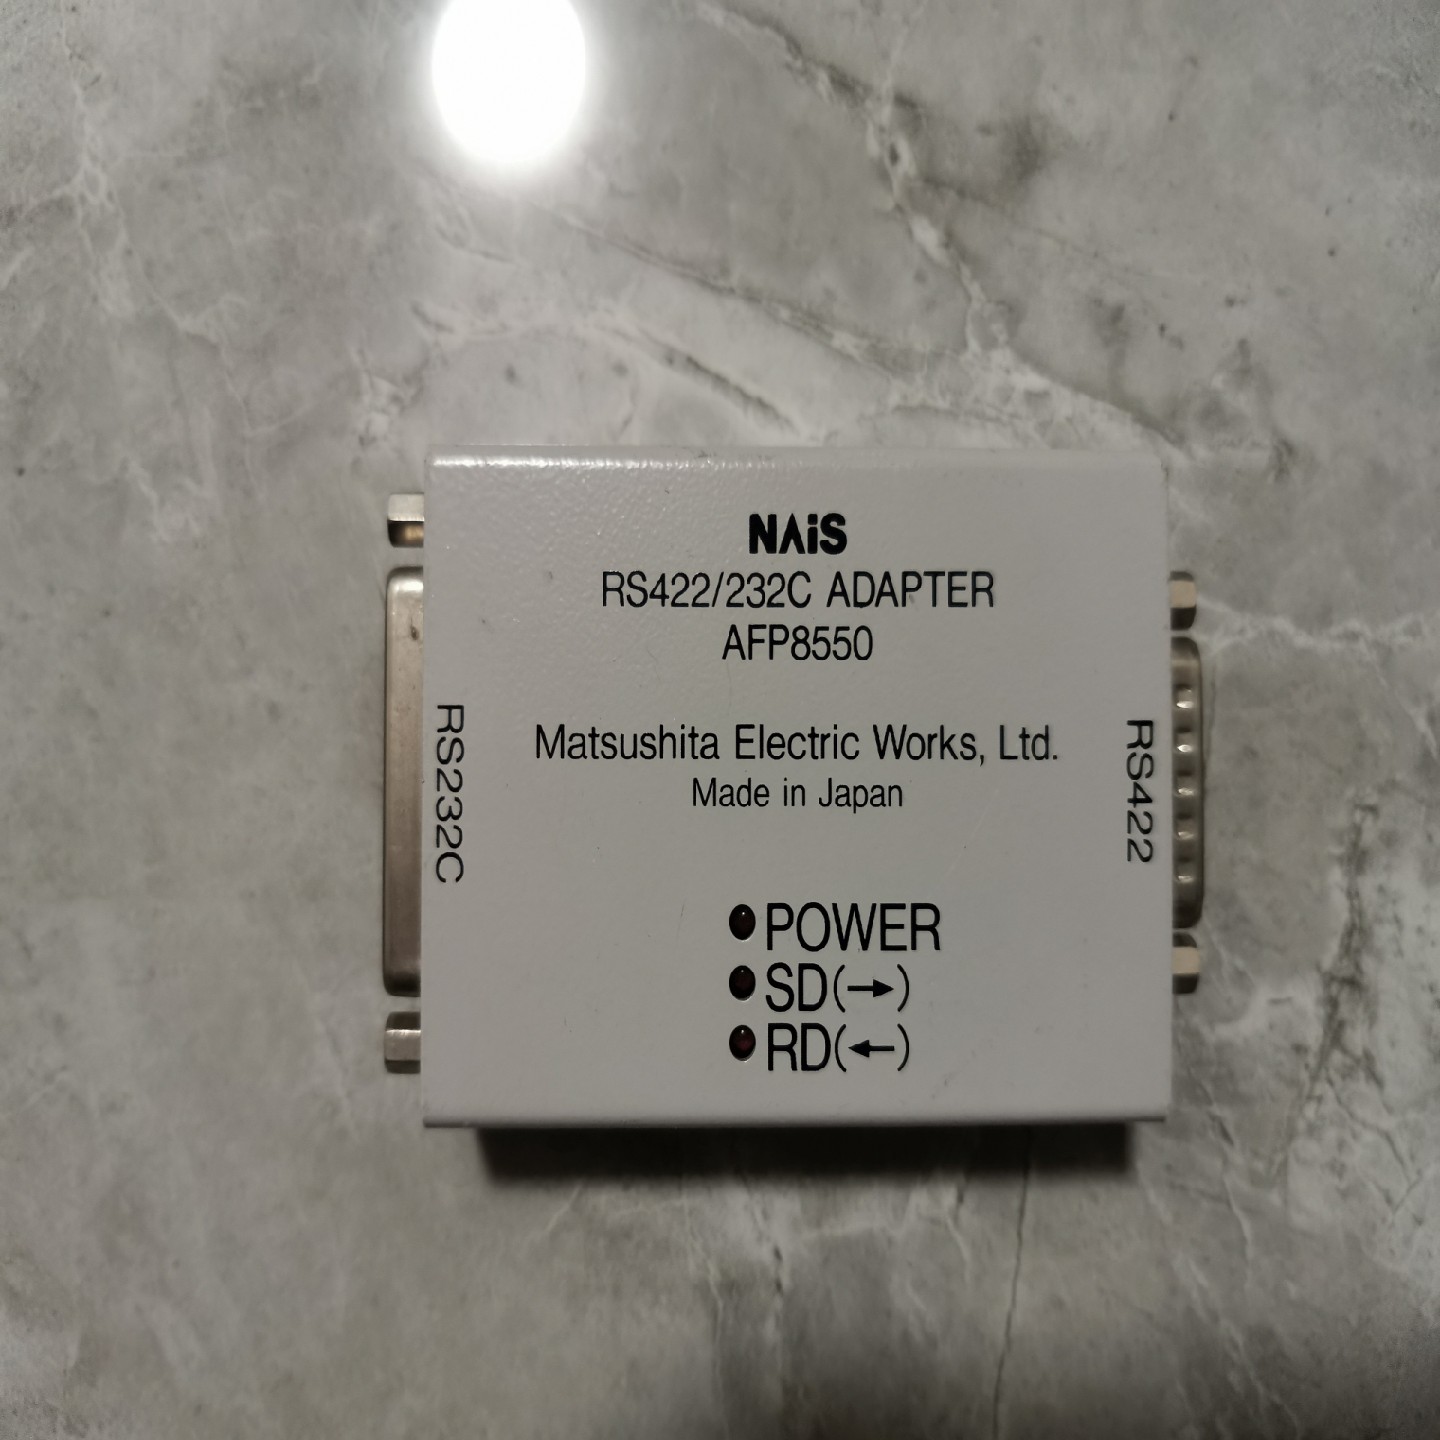 NAiS
RS422/232C ADAPTER
AFP8550
RS232C
Matsushita Electric Works, Ltd.
Made in Japan
RS422
POWER
SD(→)
RD(←)